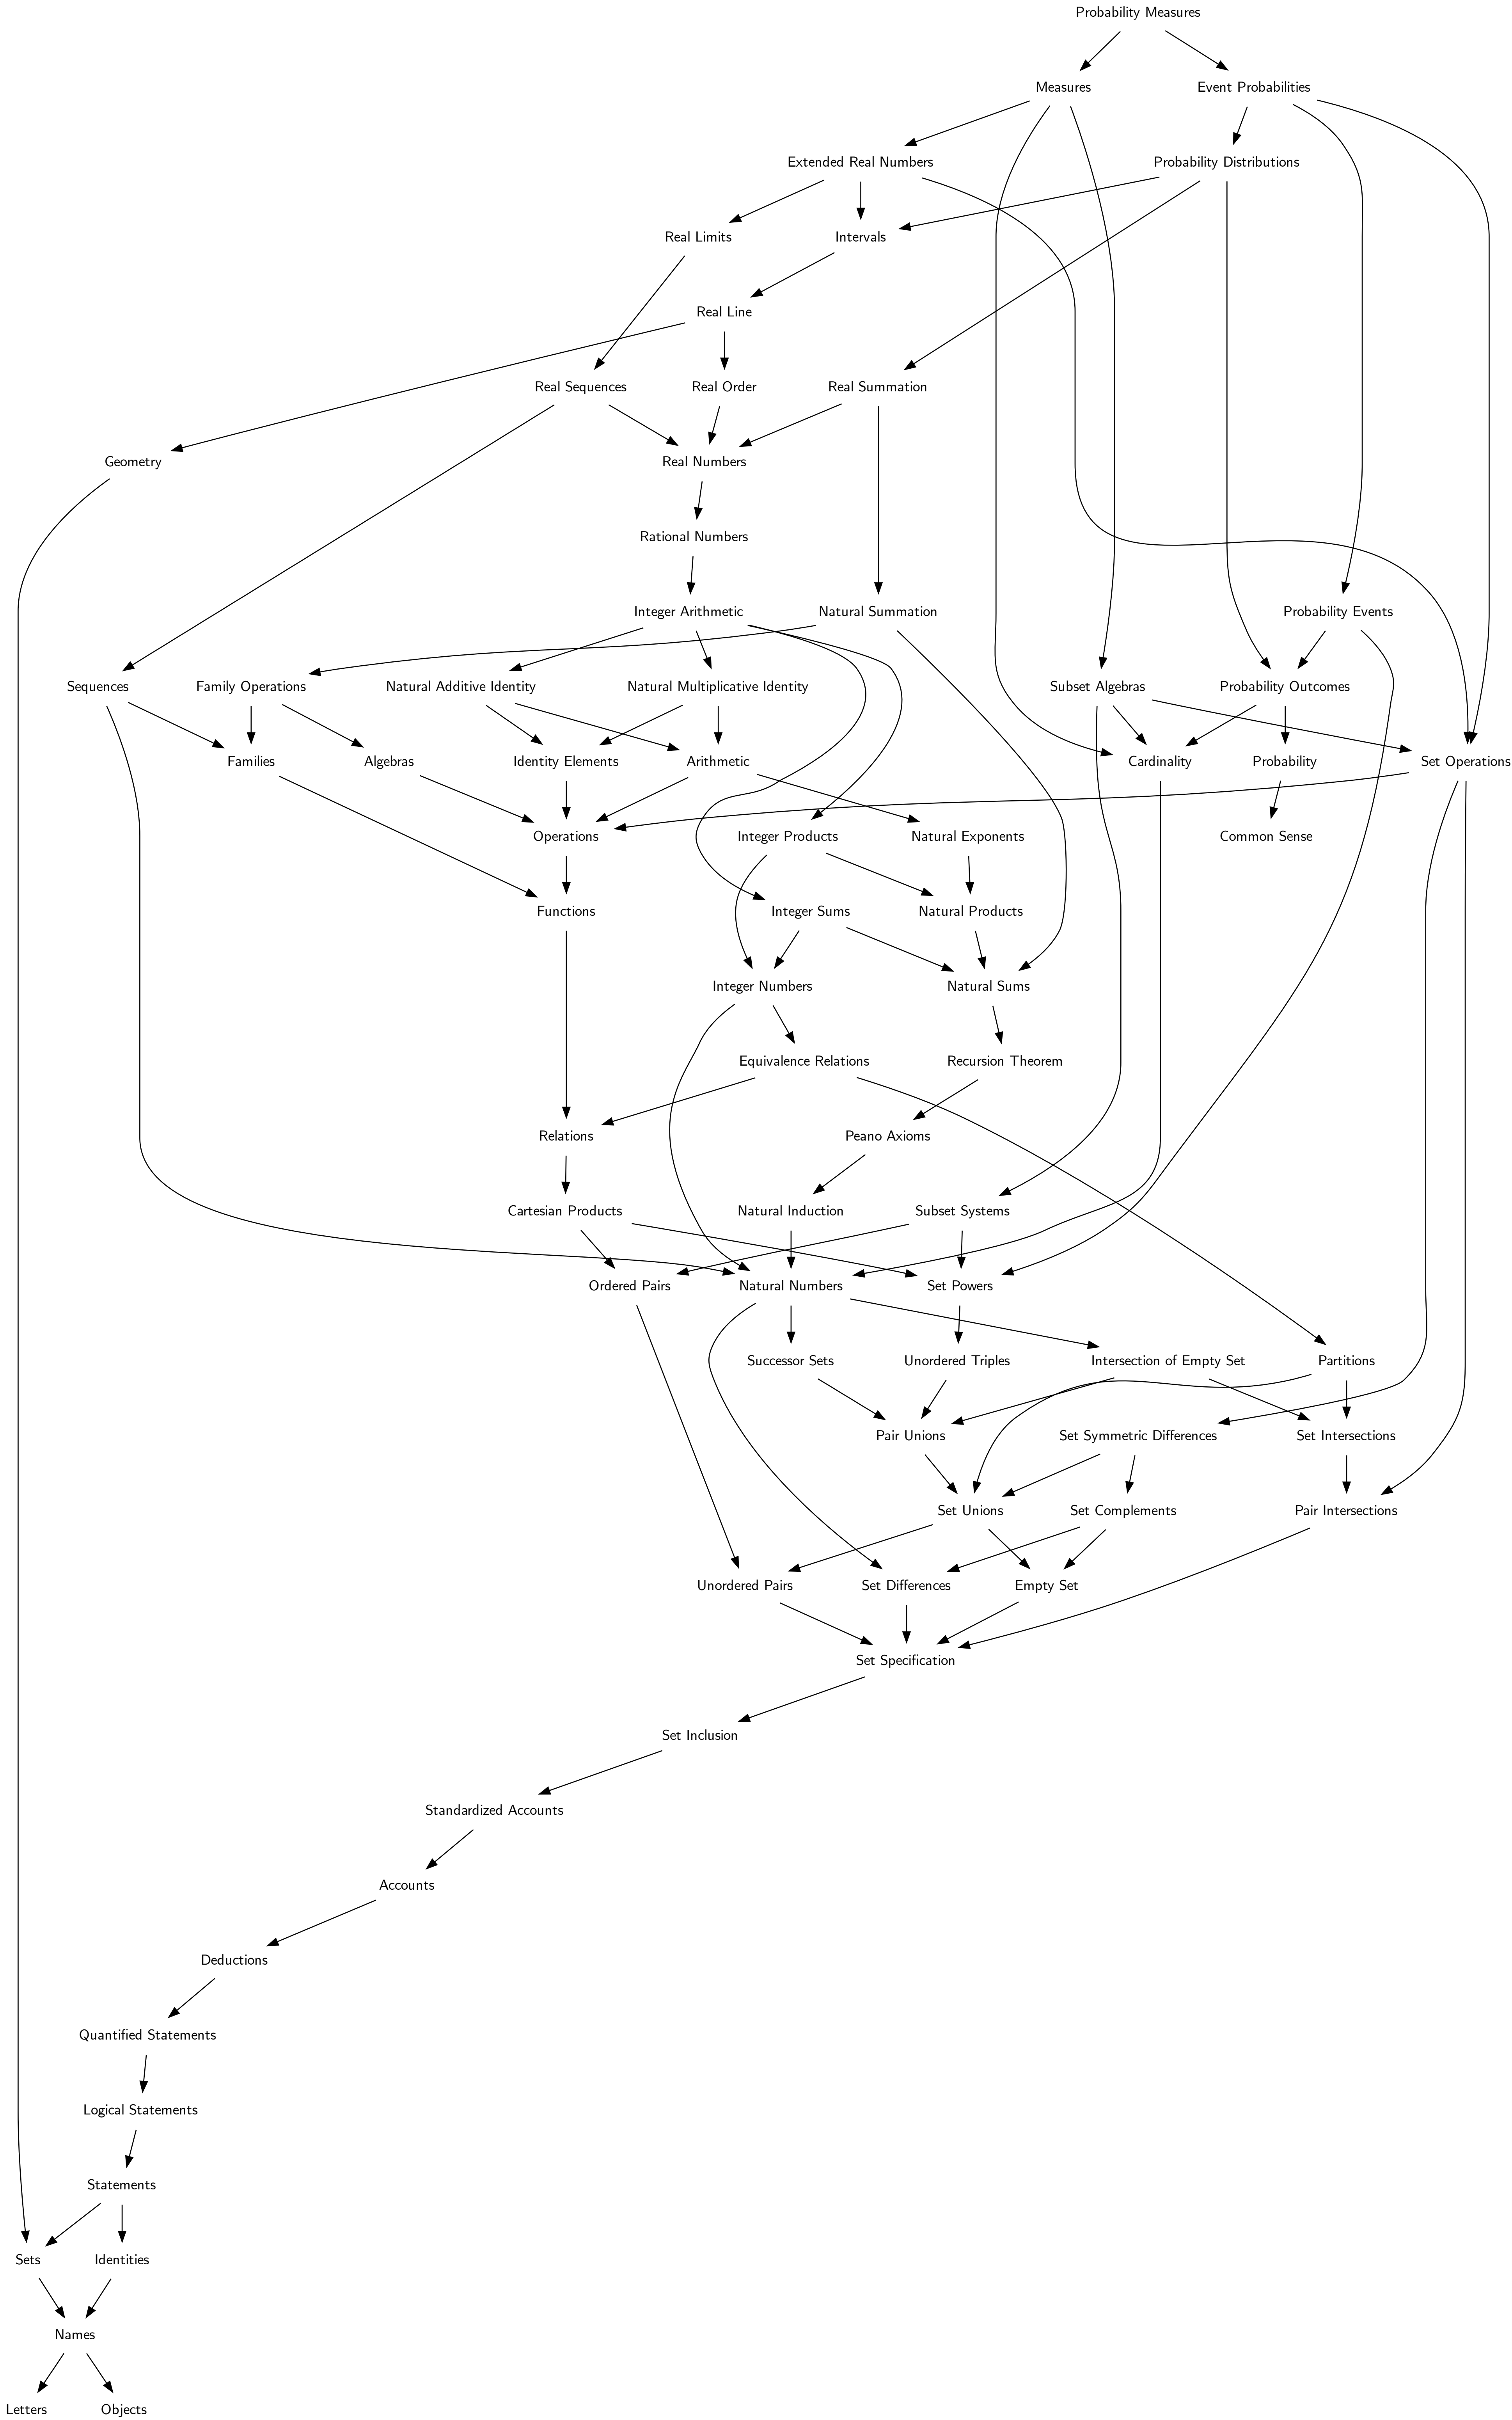 Probability Measures
Measures
Event Probabilities
Extended Real Numbers
Probability Distributions
Real Limits
Intervals
Real Line
Real Sequences
Real Order
Real Summation
Geometry
Real Numbers
Rational Numbers
Integer Arithmetic
Natural Summation
Probability Events
Sequences
Family Operations
Natural Additive Identity
Natural Multiplicative Identity
Subset Algebras
Probability Outcomes
Families
Algebras
Identity Elements
Arithmetic
Cardinality
Probability
Set Operations
Operations
Integer Products
Natural Exponents
Common Sense
Functions
Integer Sums
Natural Products
Integer Numbers
Natural Sums
Equivalence Relations
Recursion Theorem
Relations
Peano Axioms
Cartesian Products
Natural Induction
Subset Systems
Ordered Pairs
Natural Numbers
Set Powers
Successor Sets
Unordered Triples
Intersection of Empty Set
Partitions
Pair Unions
Set Symmetric Differences
Set Intersections
Set Unions
Set Complements
Pair Intersections
Unordered Pairs
Set Differences
Empty Set
Set Specification
Set Inclusion
Standardized Accounts
Accounts
Deductions
Quantified Statements
Logical Statements
Statements
Sets
Identities
Names
Letters
Objects